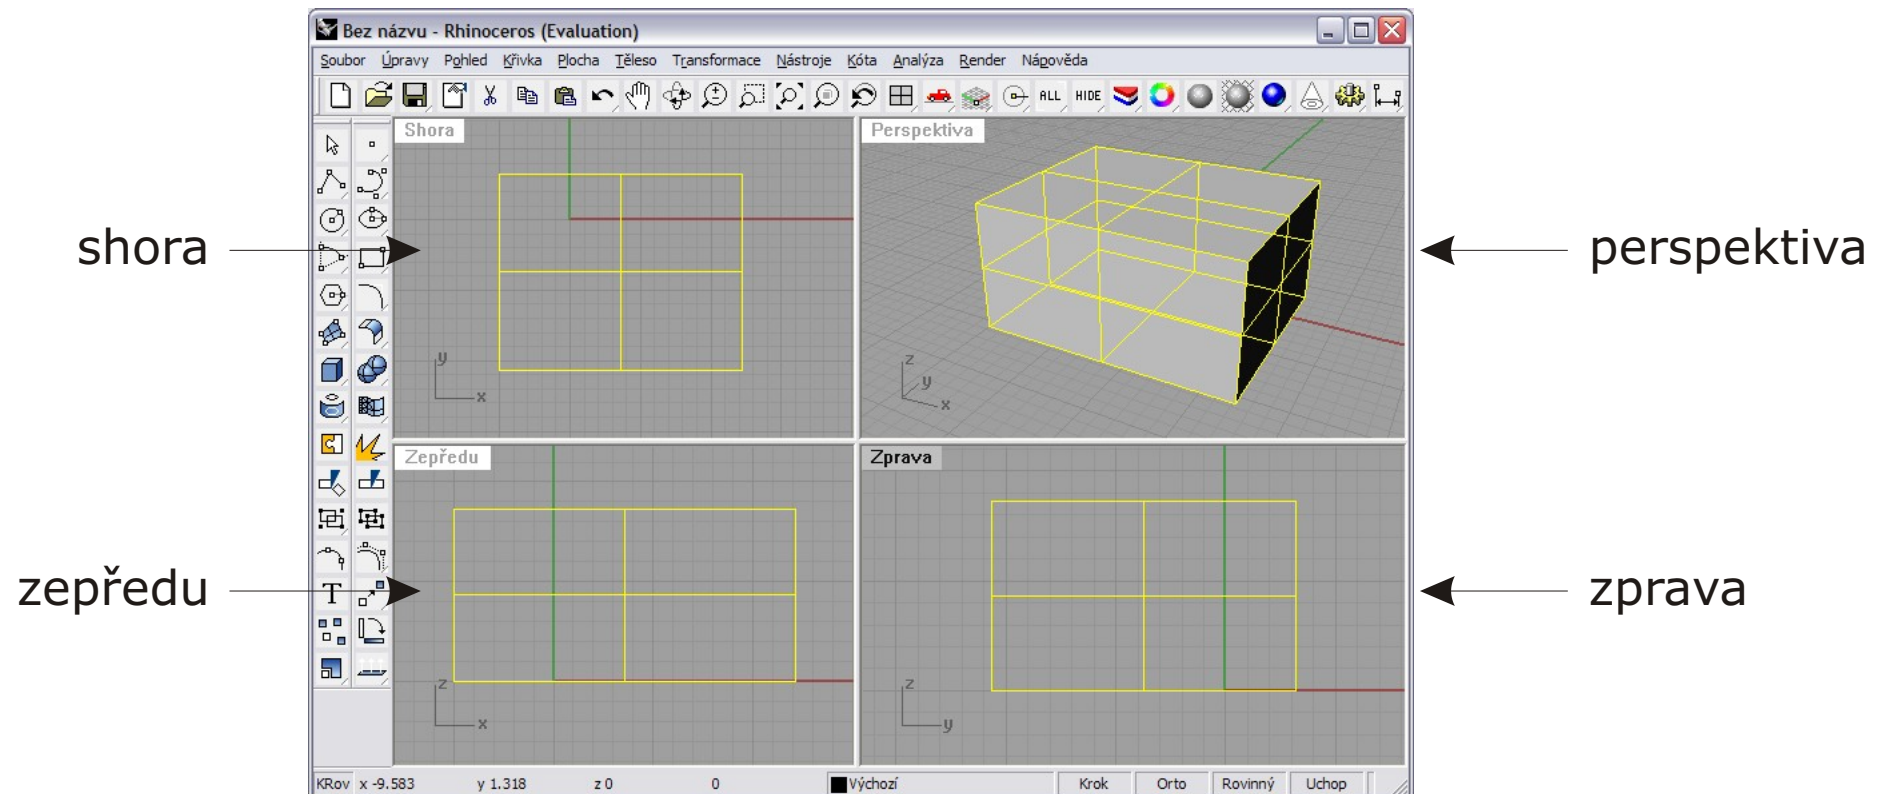 Bez názvu - Rhinoceros (Evaluation)
Soubor Úpravy Pohled Křivka Plocha Těleso Transformace Nástroje Kóta Analýza Render Nápověda
ALL HIDE
Shora
Perspektiva
shora
perspektiva
y
x
z
y
x
Zepředu
Zprava
zepředu
zprava
T
z
x
z
y
KRov x -9.583 y 1.318 z 0 0 Výchozí Krok Orto Rovinný Uchop